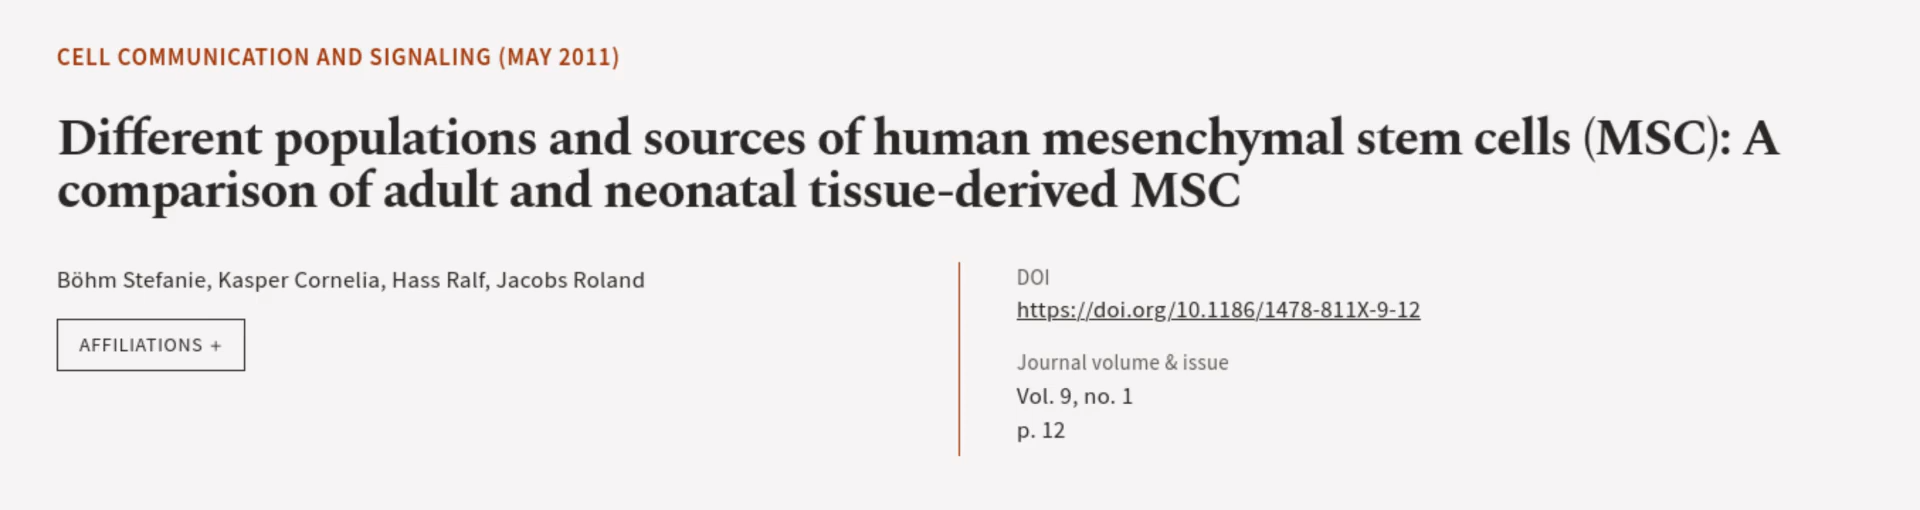 CELL COMMUNICATION AND SIGNALING (MAY 2011)
Different populations and sources of human mesenchymal stem cells (MSC): A
comparison of adult and neonatal tissue-derived MSC
Böhm Stefanie, Kasper Cornelia, Hass Ralf, Jacobs Roland
AFFILIATIONS +
DOI
https://doi.org/10.1186/1478-811X-9-12
Journal volume & issue
Vol. 9, no. 1
p. 12